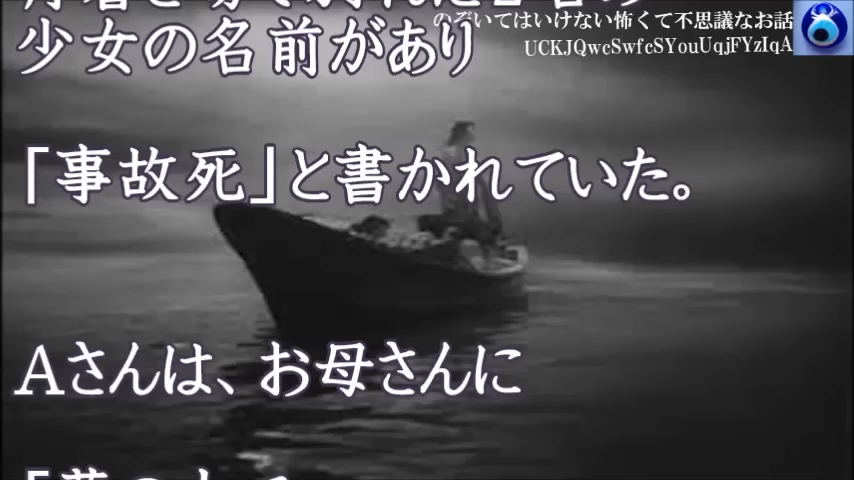 のぞいてはいけない怖くて不思議なお話
UCKJQwcSwfcSYouUqjFYzIqA
少女の名前があり
「事故死」と書かれていた。
Aさんは、お母さんに